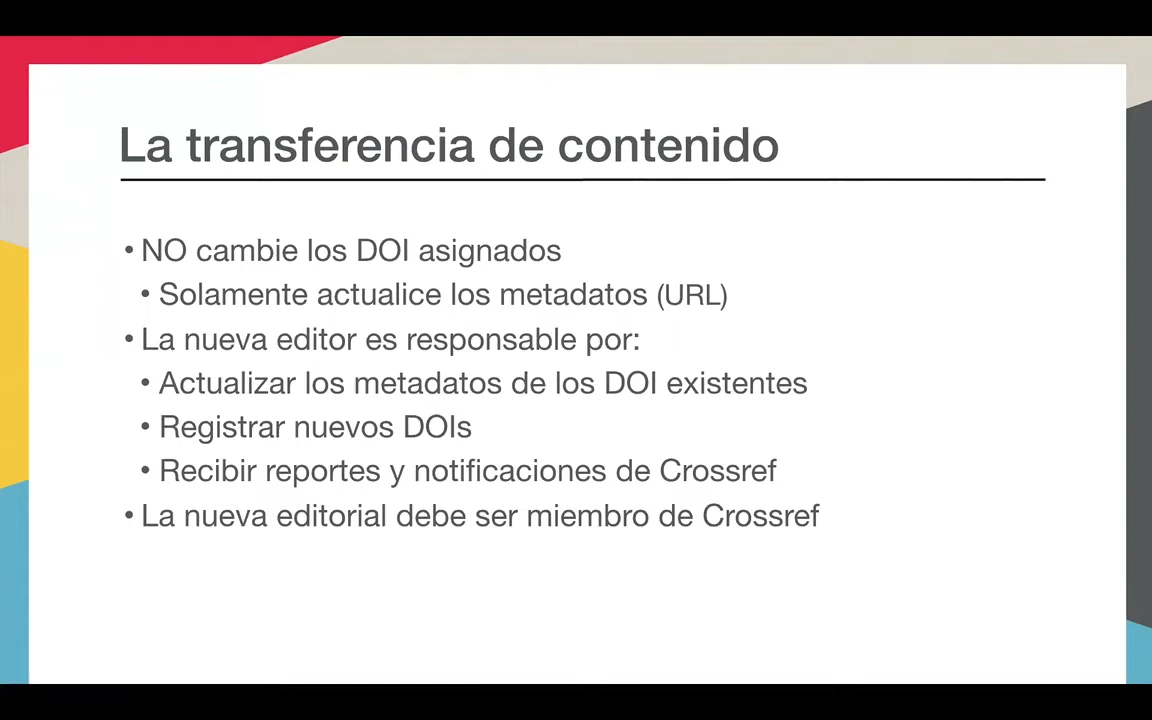 La transferencia de contenido
• NO cambie los DOI asignados
• Solamente actualice los metadatos (URL)
• La nueva editor es responsable por:
• Actualizar los metadatos de los DOI existentes
• Registrar nuevos DOIs
• Recibir reportes y notificaciones de Crossref
• La nueva editorial debe ser miembro de Crossref